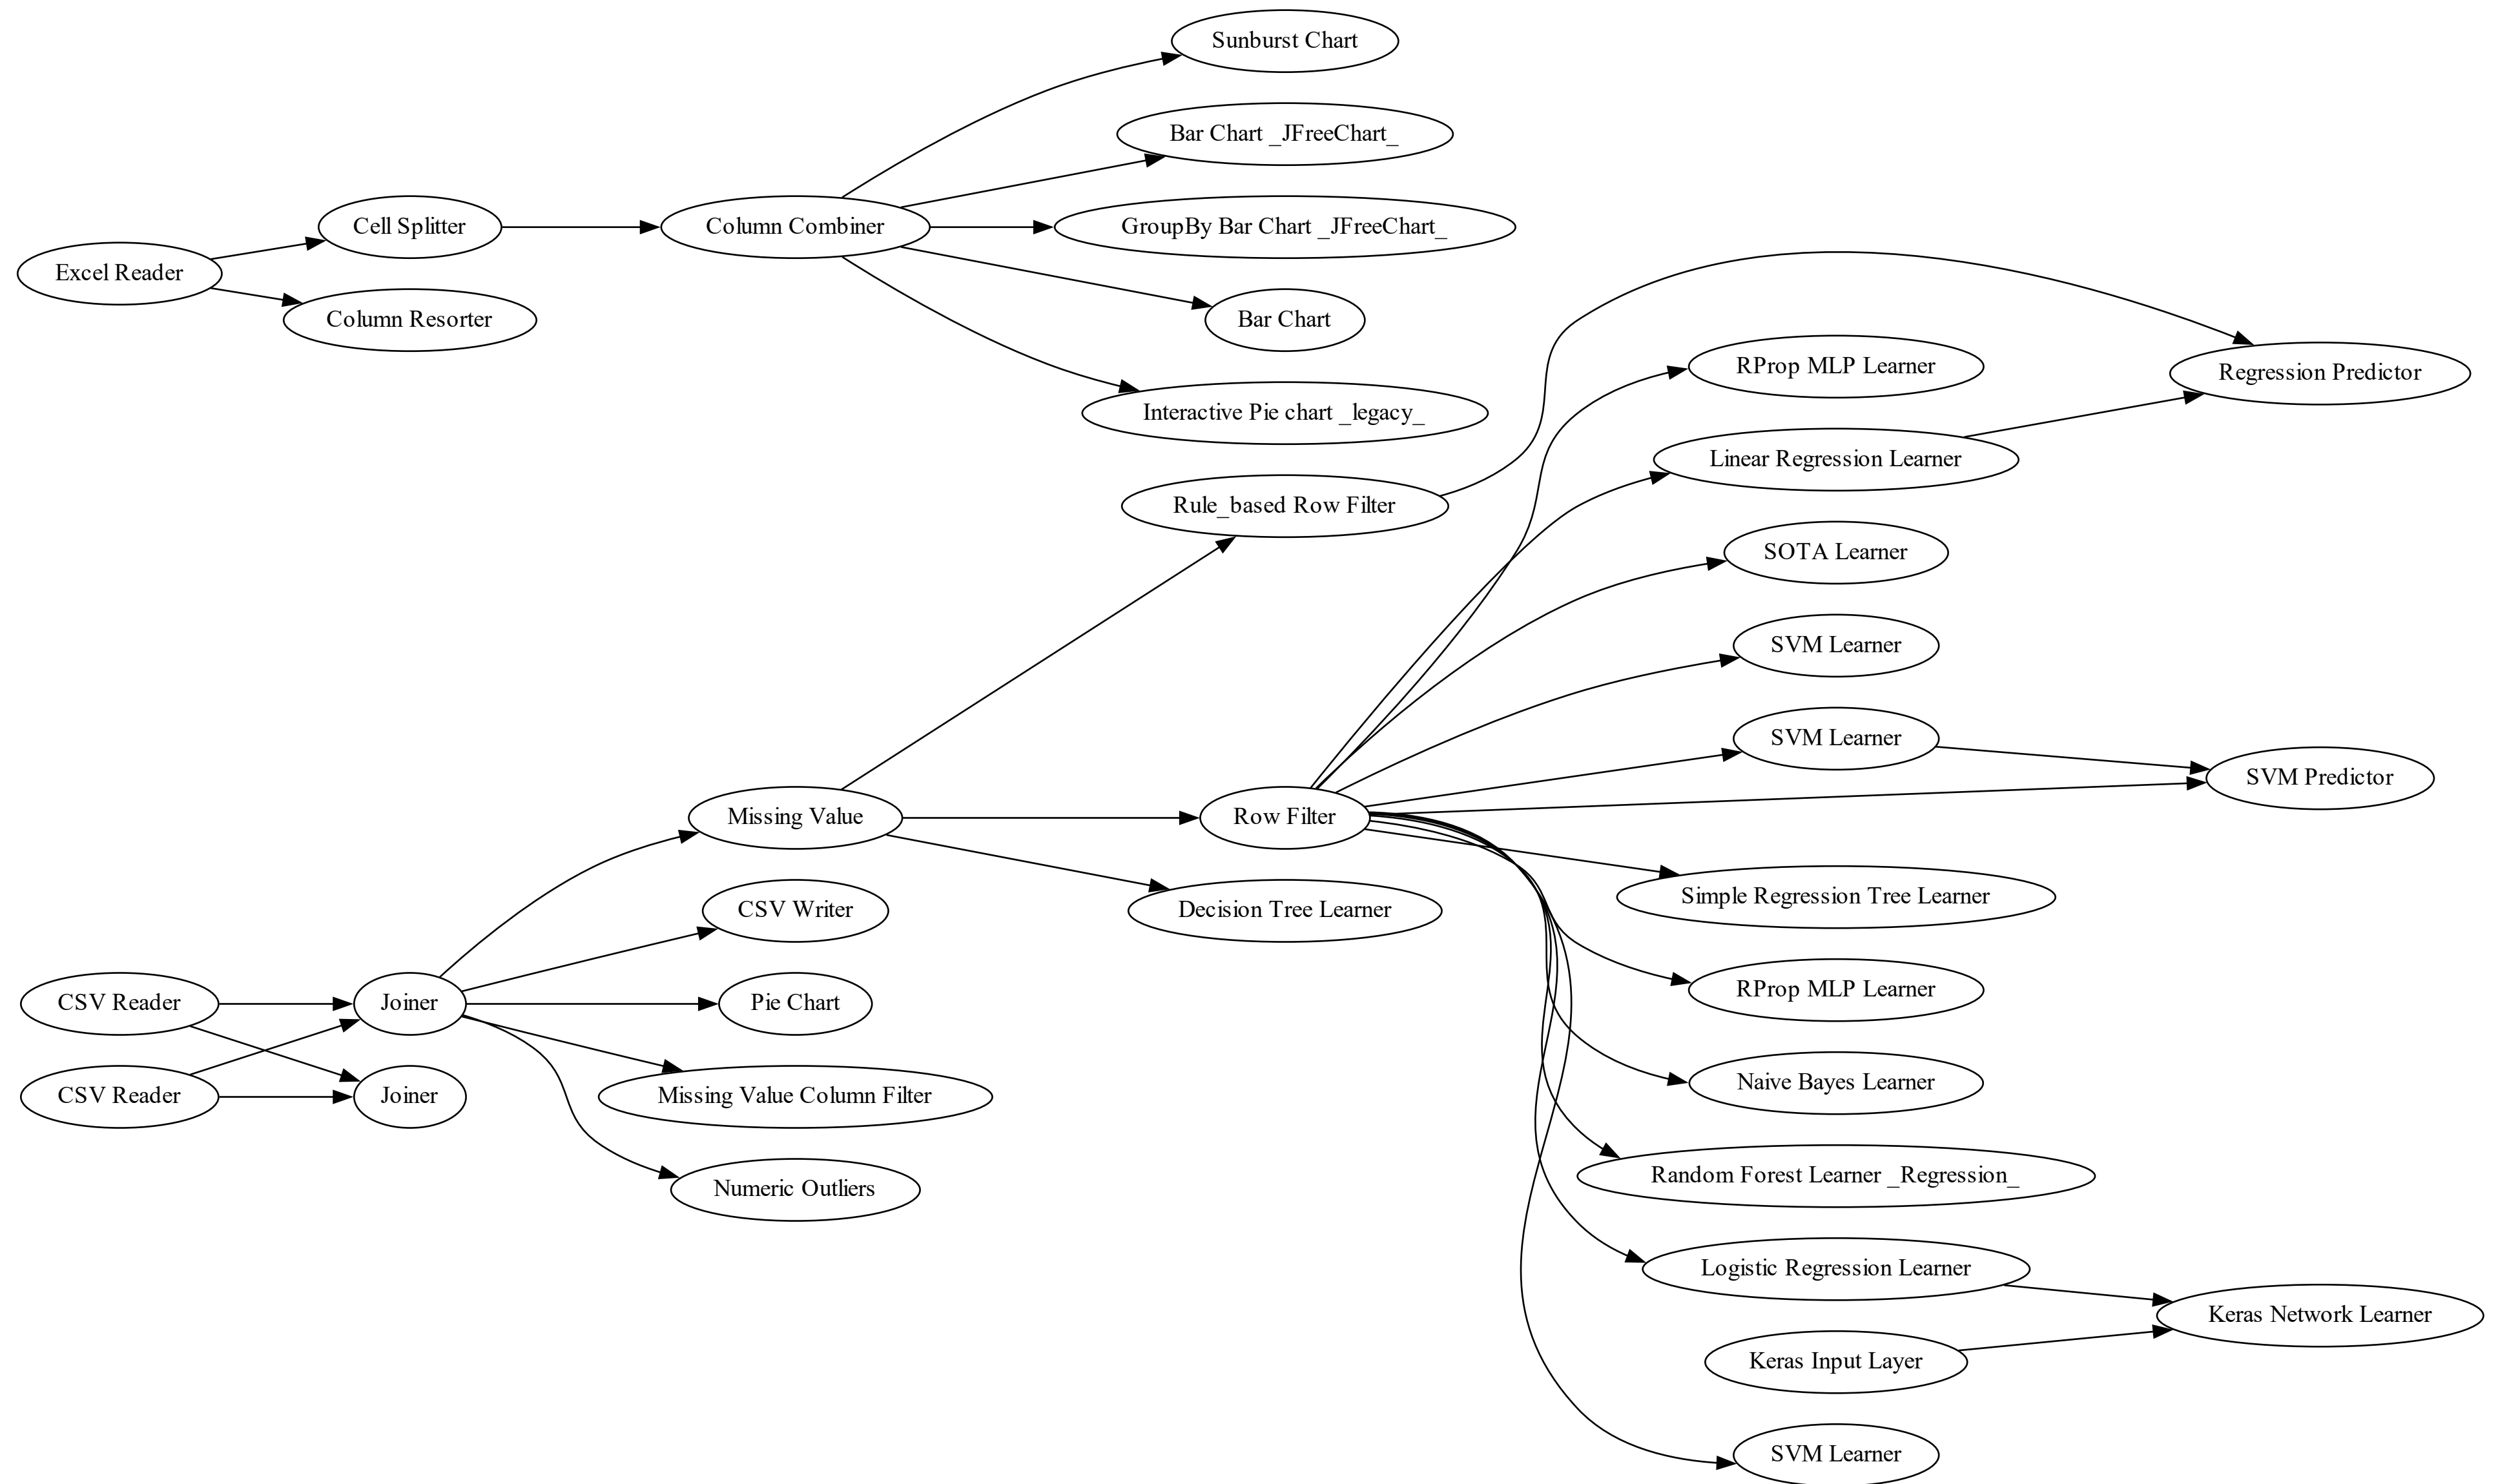 Sunburst Chart
Bar Chart _JFreeChart_
Cell Splitter
Column Combiner
GroupBy Bar Chart _JFreeChart_
Excel Reader
Column Resorter
Bar Chart
RProp MLP Learner
Regression Predictor
Interactive Pie chart _legacy_
Linear Regression Learner
Rule_based Row Filter
SOTA Learner
SVM Learner
SVM Learner
SVM Predictor
Missing Value
Row Filter
Simple Regression Tree Learner
CSV Writer
Decision Tree Learner
RProp MLP Learner
CSV Reader
Joiner
Pie Chart
Naive Bayes Learner
CSV Reader
Joiner
Missing Value Column Filter
Random Forest Learner _Regression_
Numeric Outliers
Logistic Regression Learner
Keras Network Learner
Keras Input Layer
SVM Learner